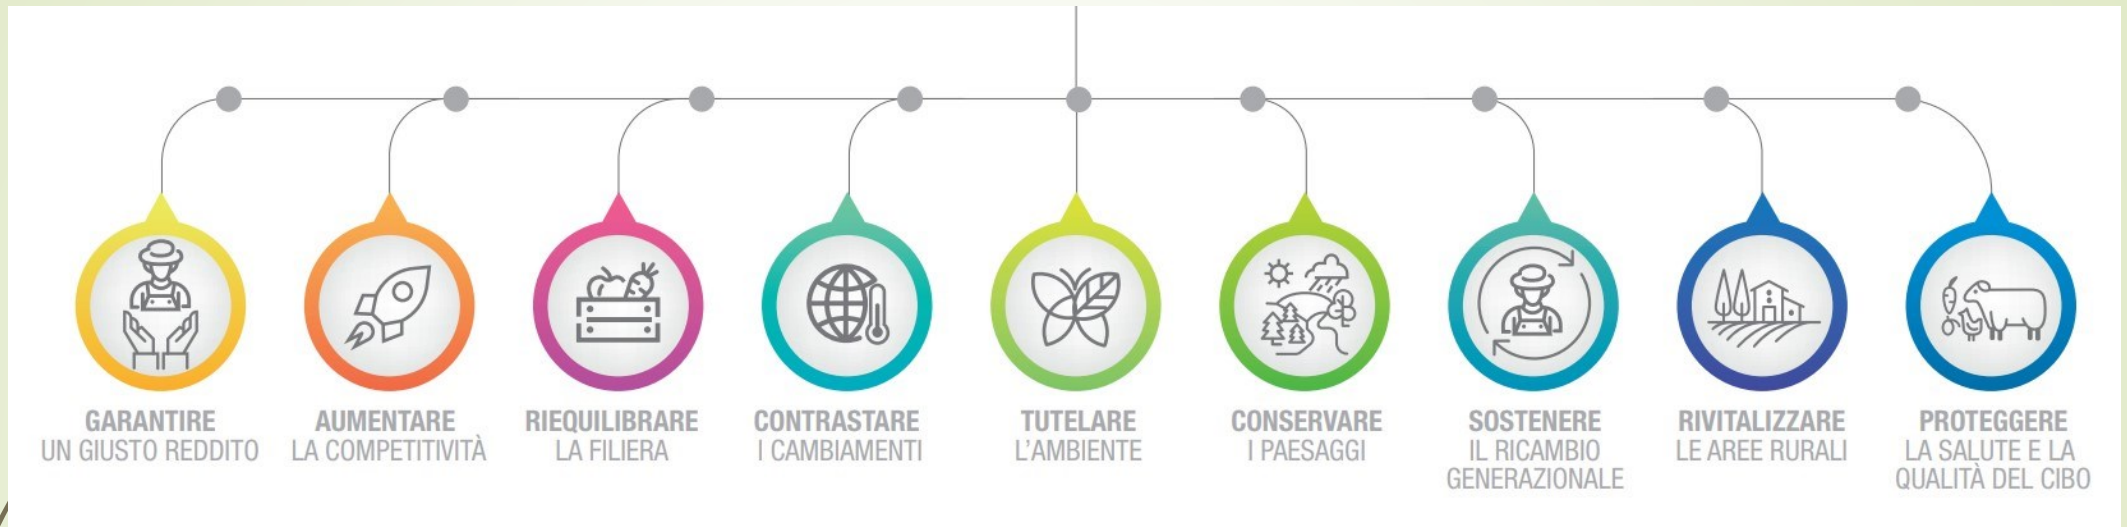 GARANTIRE
UN GIUSTO REDDITO
AUMENTARE
LA COMPETITIVITÀ
RIEQUILIBRARE
LA FILIERA
CONTRASTARE
I CAMBIAMENTI
TUTELARE
L'AMBIENTE
CONSERVARE
I PAESAGGI
SOSTENERE
IL RICAMBIO
GENERAZIONALE
RIVITALIZZARE
LE AREE RURALI
PROTEGGERE
LA SALUTE E LA
QUALITÀ DEL CIBO